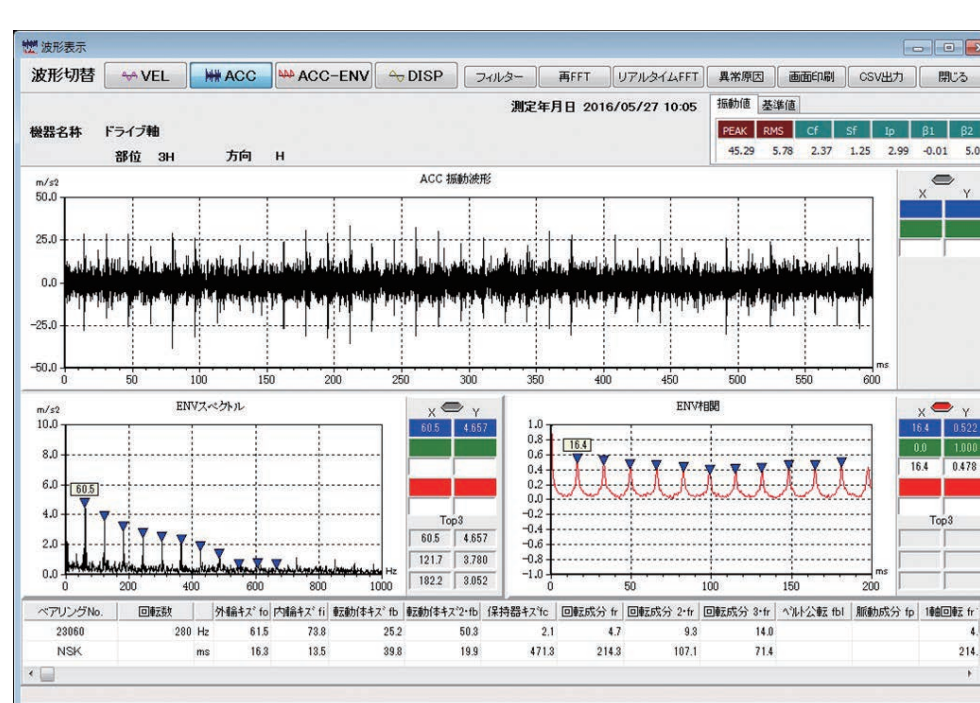 波形表示
波形切替 VEL ACC ACC-ENV DISP フィルター 再FFT リアルタイムFFT 異常原因 画面印刷 CSV出力 閉じる
測定年月日 2016/05/27 10:05 振動値 基準値
機器名称 ドライブ軸
PEAK RMS Cf Sf Ip β1 β2
45.29 5.78 2.37 1.25 2.99 -0.01 5.0
部位 3H 方向 H
m/s2 ACC 振動波形
X Y
50.0
25.0
0.0
-25.0
-50.0
ms
0 50 100 150 200 250 300 350 400 450 500 550 600
m/s2 ENVスペクトル
X Y
10.0
8.0
6.0
4.0
2.0
0.0
60.5
Hz
0 200 400 600 800 1000
60.5 4.657
Top3
60.5 4.657
121.7 3.780
182.2 3.052
ENV相関
1.0
0.8
0.6
0.4
0.2
0.0
-0.2
-0.4
-0.6
-0.8
-1.0
16.4
ms
0 50 100 150 200
X Y
16.4 0.522
0.0 1.000
16.4 0.478
Top3
ベアリングNo. 回転数 外輪キズ fo 内輪キズ fi 転動体キズ fb 転動体キズ2・fb 保持器キズfc 回転成分 fr 回転成分 2・fr 回転成分 3・fr ベルト公転 fbl 脈動成分 fp 1軸回転 fr
23060 280 Hz 61.5 73.8 25.2 50.3 2.1 4.7 9.3 14.0 4.
NSK ms 16.3 13.5 39.8 19.9 471.3 214.3 107.1 71.4 214.